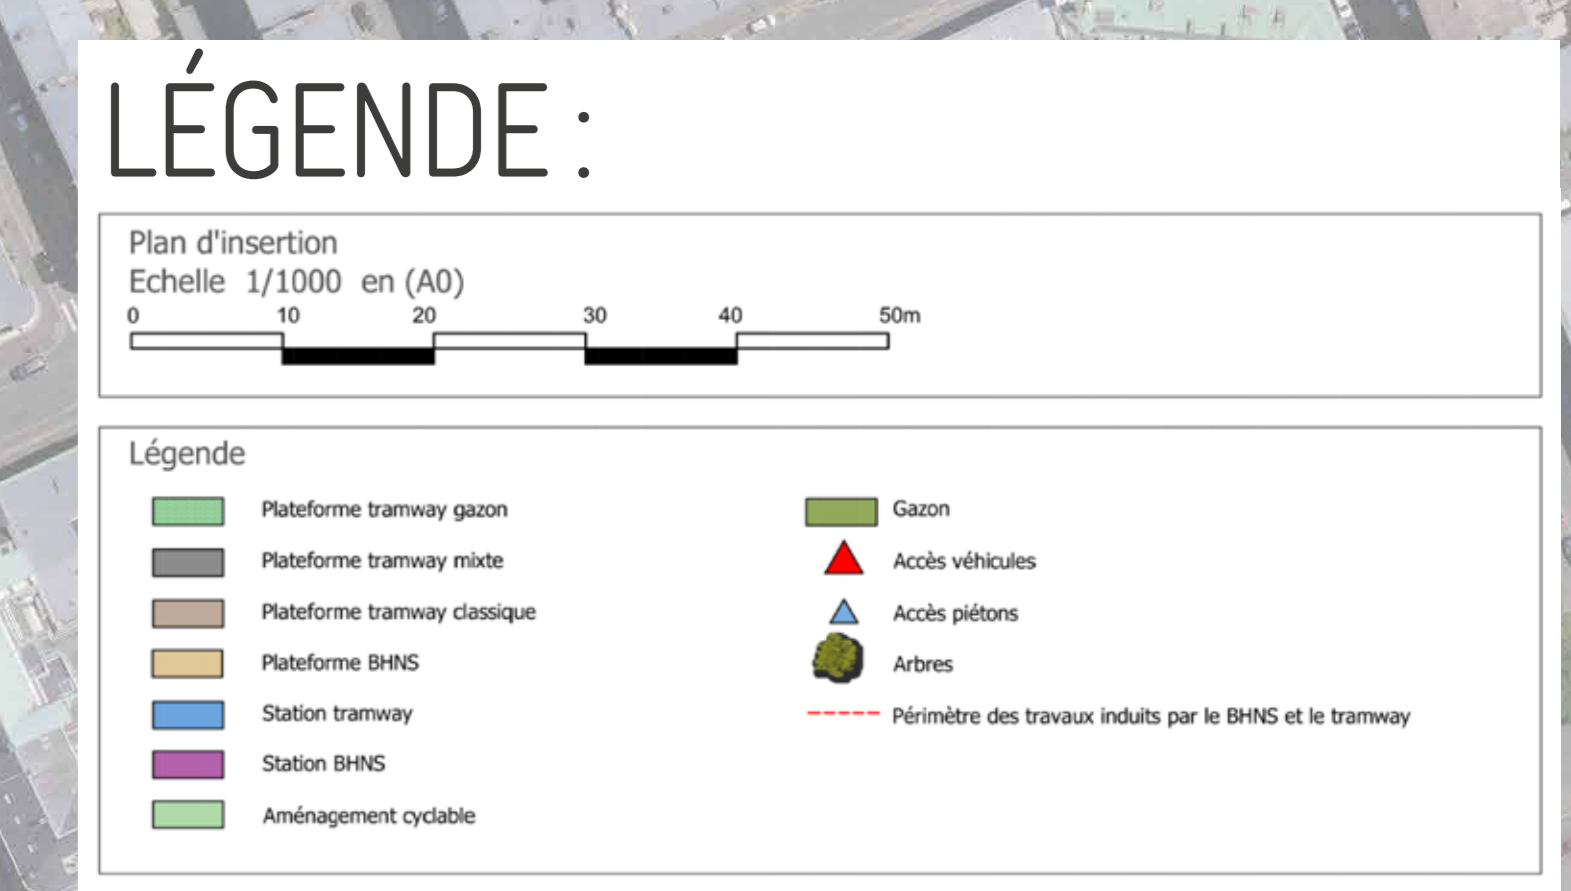 LÉGENDE :
Plan d'insertion
Echelle 1/1000 en (A0)
0 10 20 30 40 50m
Légende
Plateforme tramway gazon
Plateforme tramway mixte
Plateforme tramway classique
Plateforme BHNS
Station tramway
Station BHNS
Aménagement cyclable
Gazon
Accès véhicules
Accès piétons
Arbres
Périmètre des travaux induits par le BHNS et le tramway